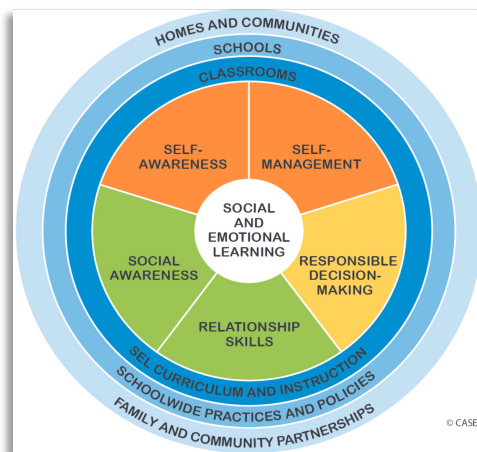 HOMES AND COMMUNITIES
SCHOOLS
CLASSROOMS
SELF-
AWARENESS
SELF-
MANAGEMENT
SOCIAL
AND
EMOTIONAL
LEARNING
SOCIAL
AWARENESS
RESPONSIBLE
DECISION-
MAKING
RELATIONSHIP
SKILLS
SEL CURRICULUM AND INSTRUCTION
SCHOOLWIDE PRACTICES AND POLICIES
FAMILY AND COMMUNITY PARTNERSHIPS
© CASE